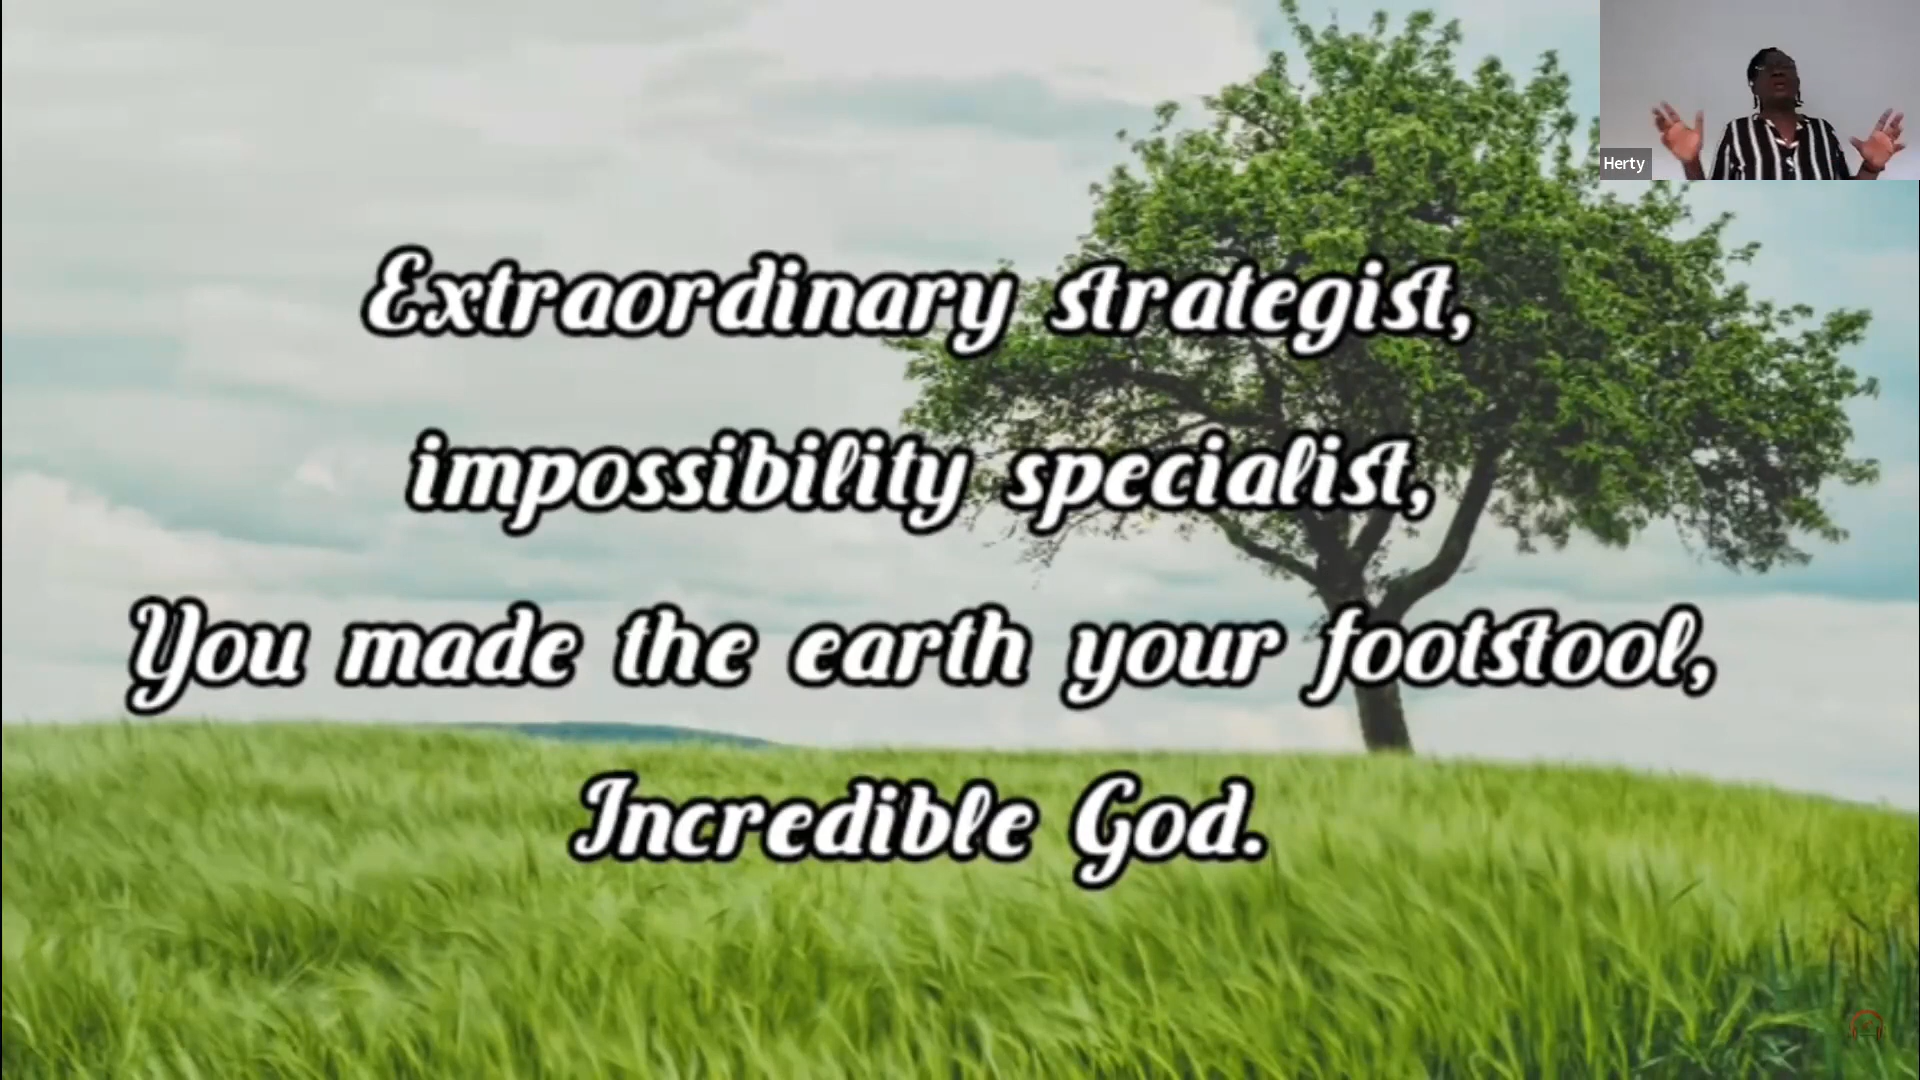 Herty
Extraordinary strategist,
impossibility specialist,
You made the earth your footstool,
Incredible God.